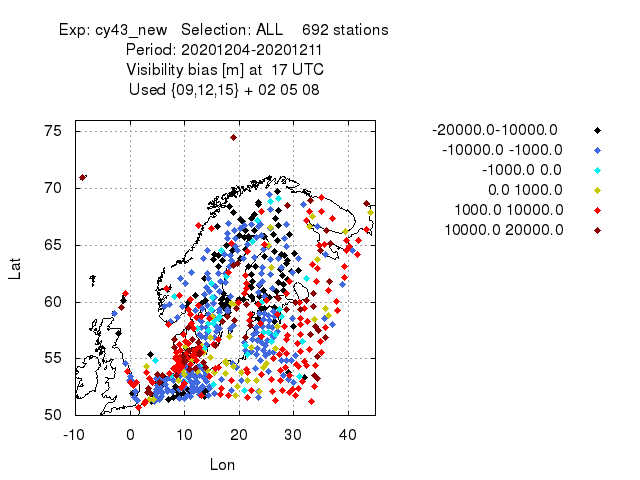 Exp: cy43_new   Selection: ALL    692 stations
Period: 20201204-20201211
Visibility bias [m] at  17 UTC
Used {09,12,15} + 02 05 08
-20000.0-10000.0
-10000.0 -1000.0
-1000.0 0.0
0.0 1000.0
1000.0 10000.0
10000.0 20000.0
75
70
65
60
55
50
Lat
-10 0 10 20 30 40
Lon